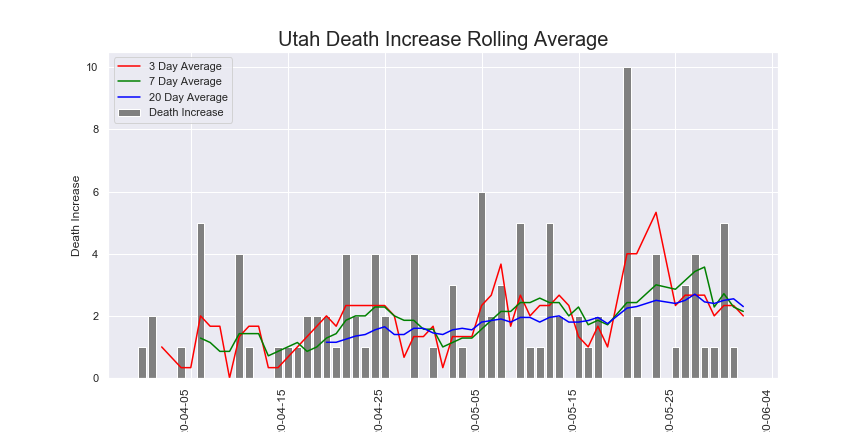 Utah Death Increase Rolling Average
3 Day Average
7 Day Average
20 Day Average
Death Increase
Death Increase
10
8
6
4
2
0
0-04-05
0-04-15
0-04-25
0-05-05
0-05-15
0-05-25
0-06-04